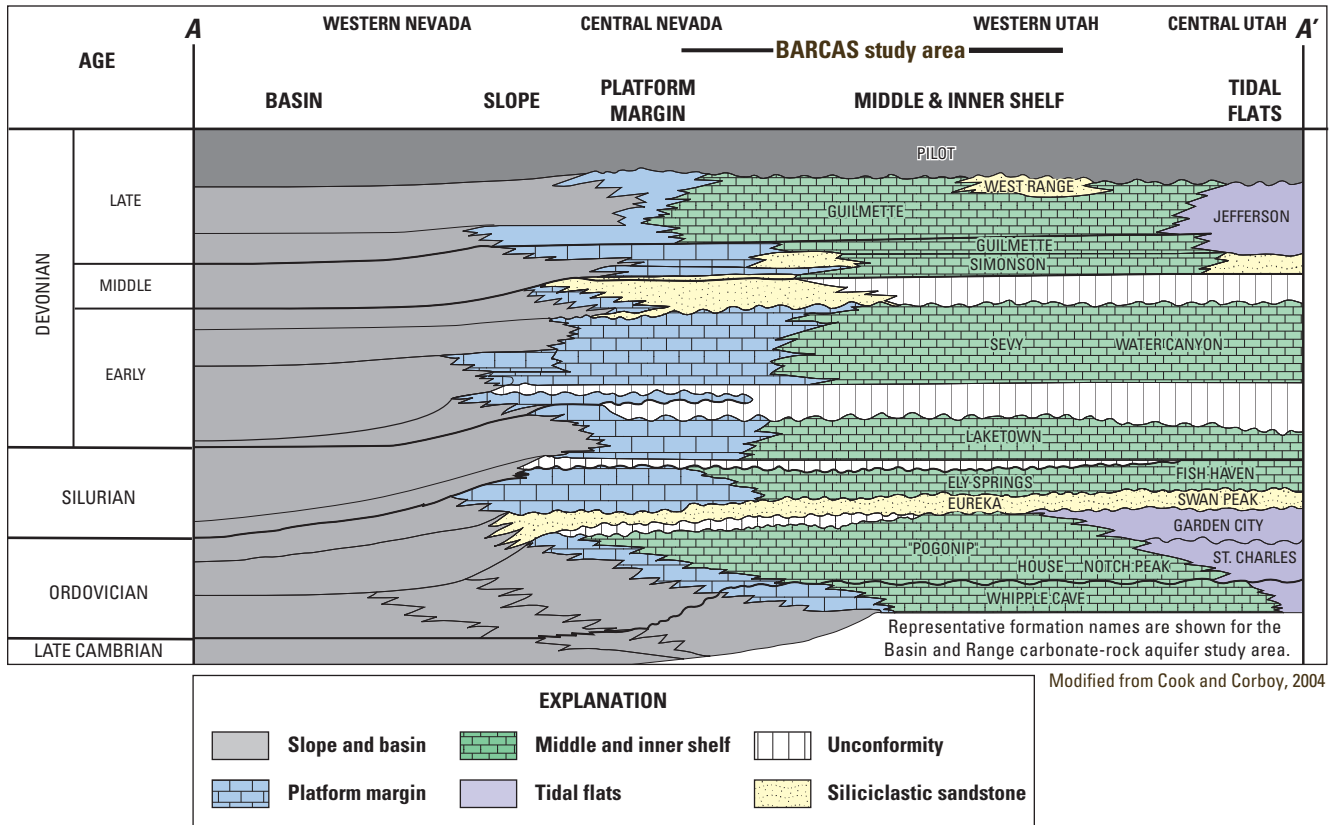 WESTERN NEVADA
CENTRAL NEVADA
WESTERN UTAH
CENTRAL UTAH
A
A′
BARCAS study area
AGE
BASIN
SLOPE
PLATFORM
MARGIN
MIDDLE & INNER SHELF
TIDAL
FLATS
DEVONIAN
LATE
MIDDLE
EARLY
SILURIAN
ORDOVICIAN
LATE CAMBRIAN
PILOT
WEST RANGE
GUILMETTE
JEFFERSON
GUILMETTE
SIMONSON
SEVY
WATER CANYON
LAKETOWN
FISH HAVEN
ELY SPRINGS
SWAN PEAK
EUREKA
GARDEN CITY
"POGONIP"
ST. CHARLES
HOUSE
NOTCH PEAK
WHIPPLE CAVE
Representative formation names are shown for the
Basin and Range carbonate-rock aquifer study area.
Modified from Cook and Corboy, 2004
EXPLANATION
Slope and basin
Middle and inner shelf
Unconformity
Platform margin
Tidal flats
Siliciclastic sandstone